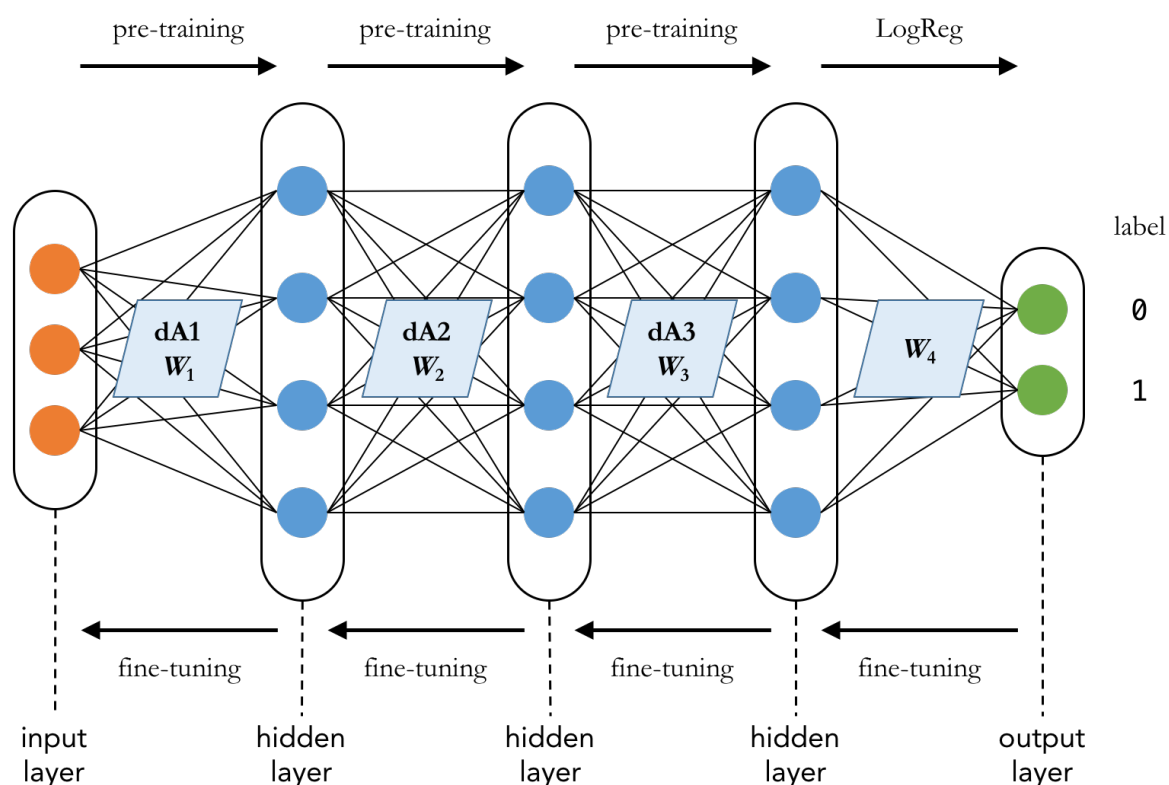 pre-training pre-training pre-training LogReg
label
0
dA1 dA2 dA3
W₁ W₂ W₃ W₄
1
fine-tuning fine-tuning fine-tuning fine-tuning
input hidden hidden hidden output
layer layer layer layer layer